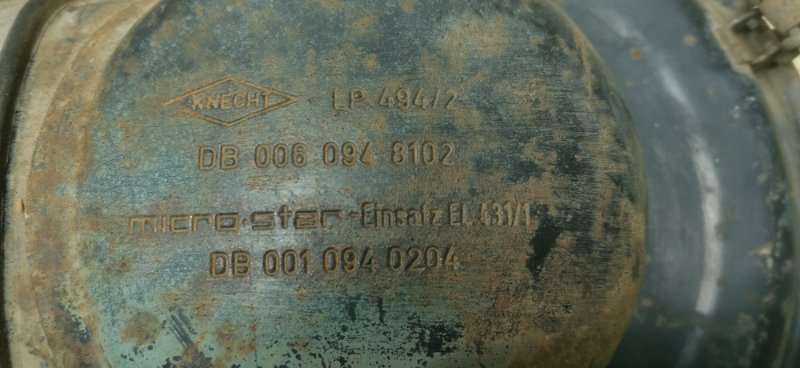 KNECHT LP 494/2
DB 006 094 8102
micro-star-Einsatz EL 431/1
DB 001 094 0204